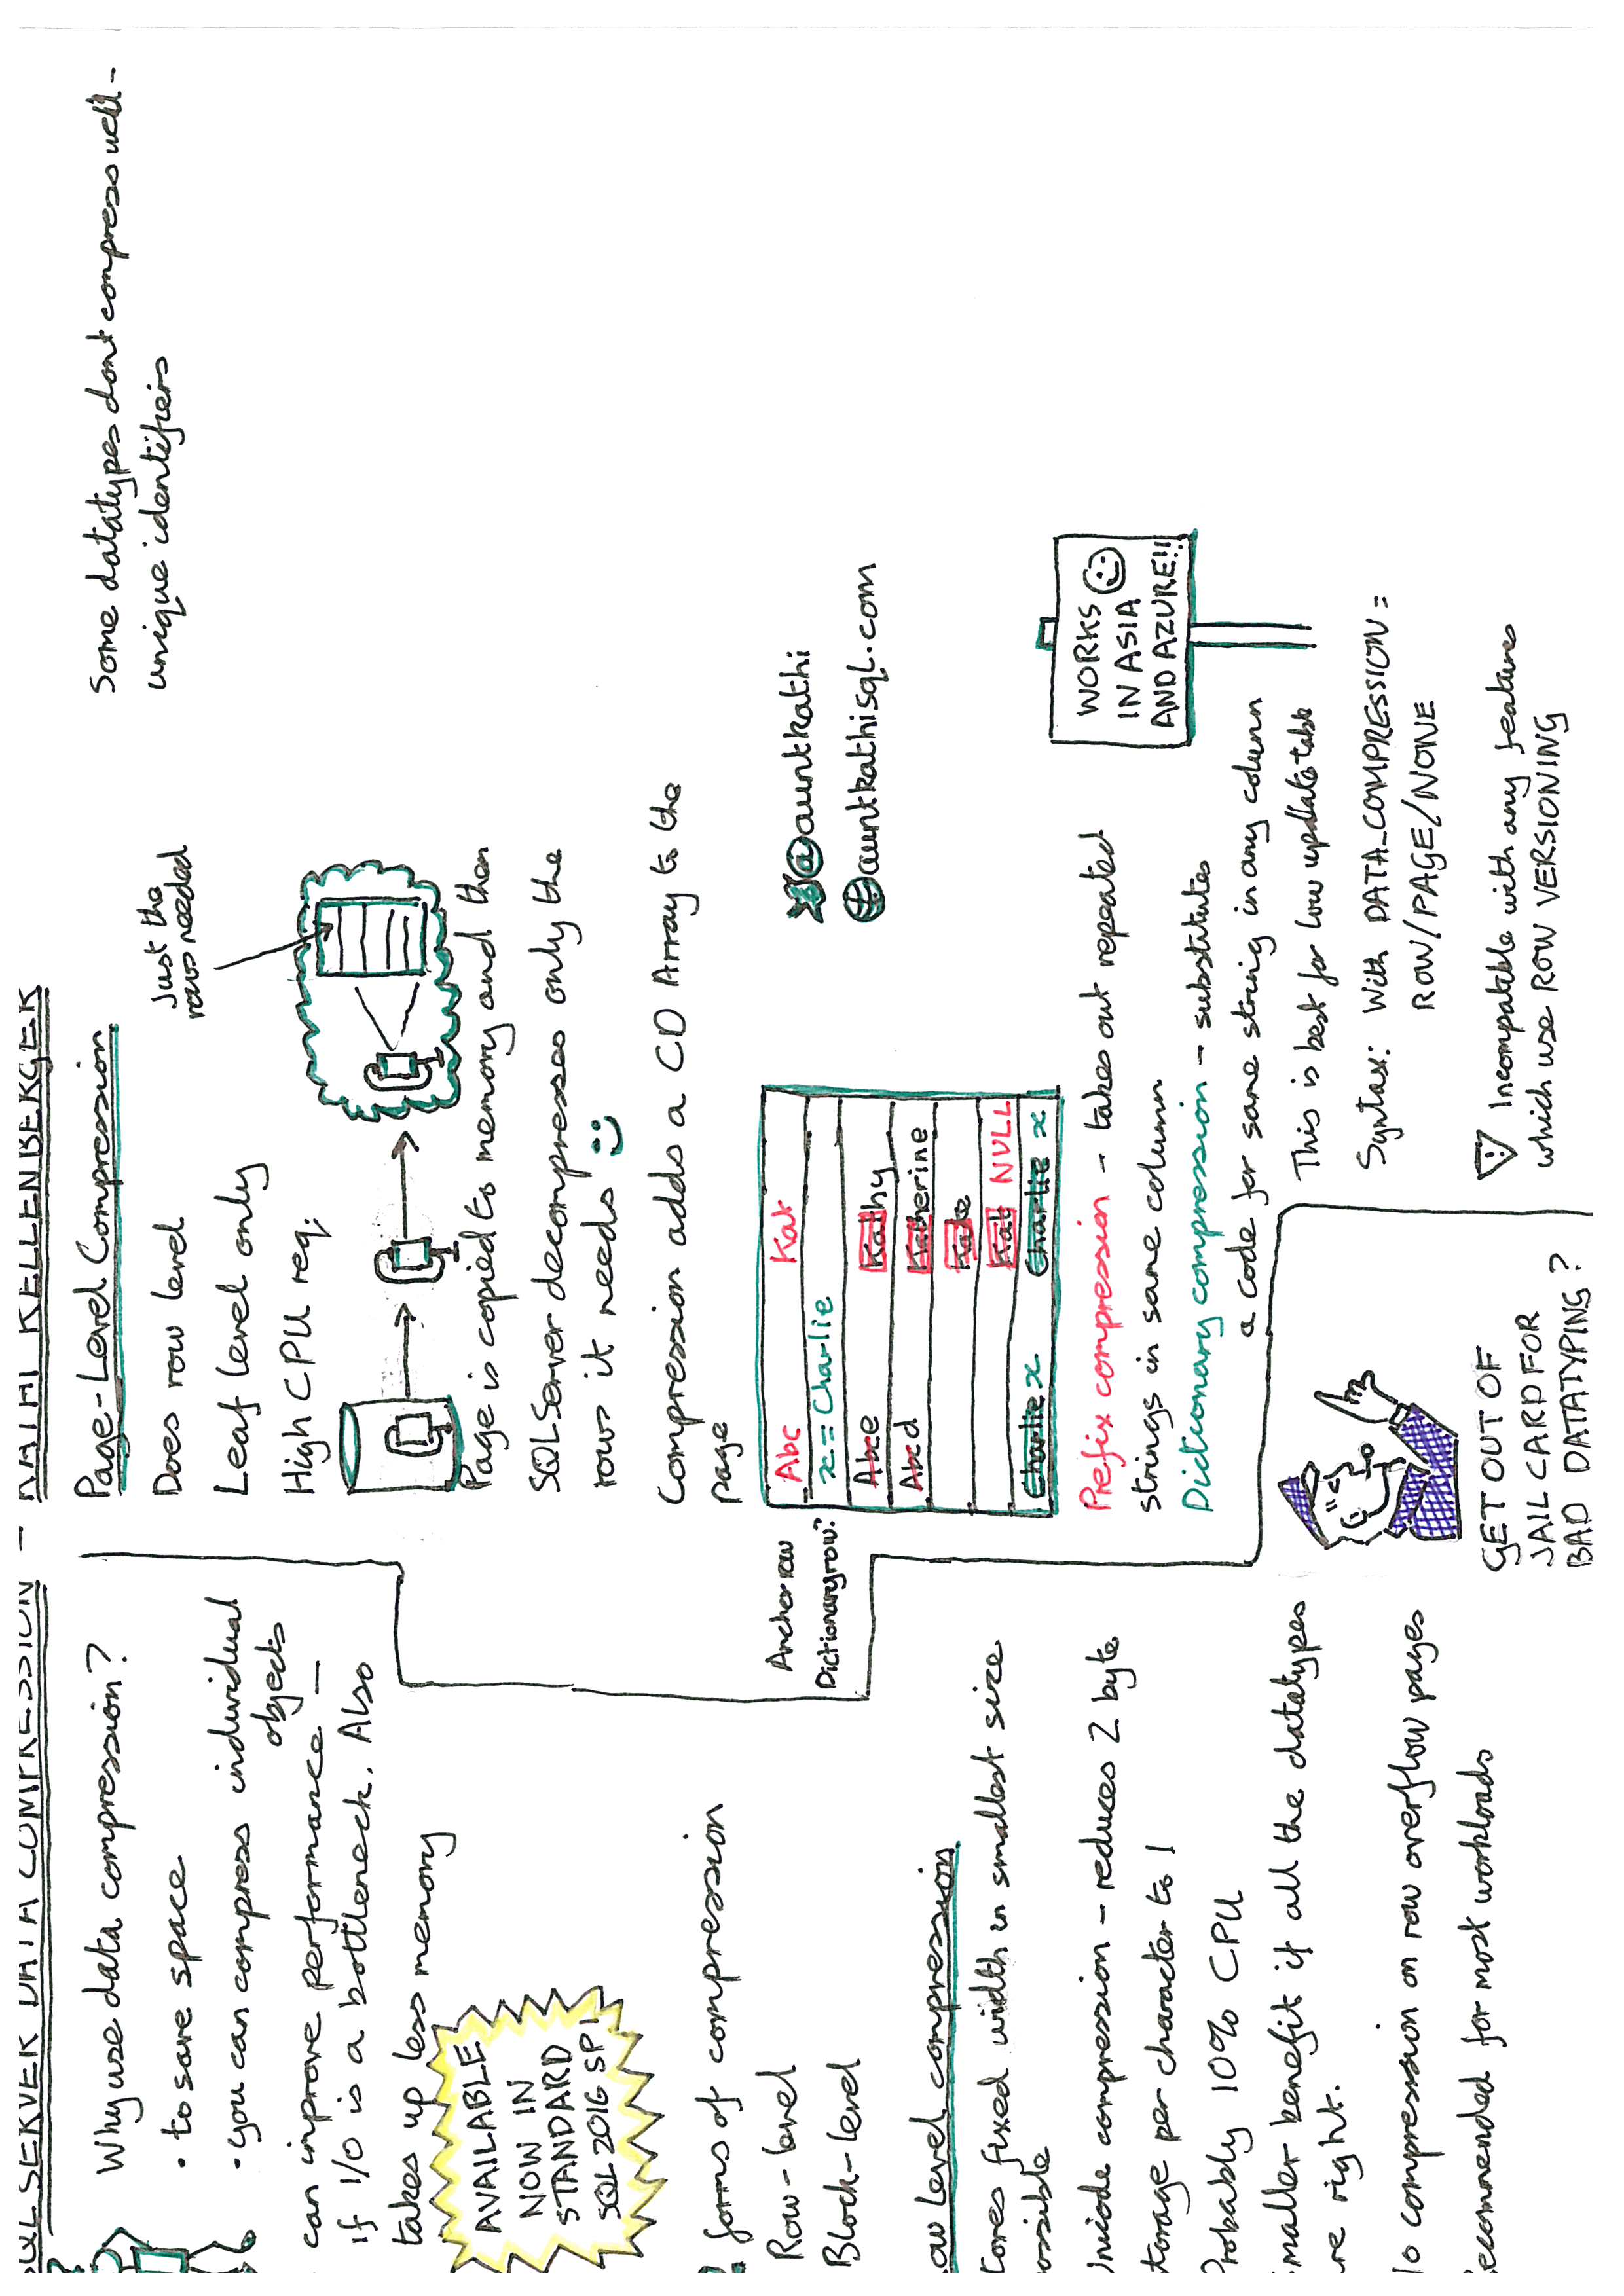 SQL SERVER DATA COMPRESSION - KATHI KELLENBERGER
Why use data compression?
• to save space
• you can compress individual
objects
can improve performance -
if I/O is a bottleneck. Also
takes up less memory
AVAILABLE
NOW IN
STANDARD
SQL 2016 SP1
forms of compression
Row-level
Block-level
ow level compression
tores fixed width in smallest size
ossible
Unicode compression - reduces 2 byte
torage per character to 1
Probably 10% CPU
maller benefit if all the datatypes
re right.
No compression on row overflow pages
Recommended for most workloads
Page-Level Compression
Does row level
Leaf level only
High CPU req.
Just the
rows needed
Page is copied to memory and then
SQL Server decompresses only the
rows it needs
Compression adds a CD Array to the
page
Anchor row
Dictionary row?
Abc Kat
x = Charlie
Abce Kathy
Abcd Katherine
Kate
Kat NULL
Charlie x Charlie x
Prefix compression - takes out repeated
strings in same column
Dictionary compression - substitutes
a code for same string in any column
This is best for low update table
Syntax: With DATA_COMPRESSION =
ROW/PAGE/NONE
! Incompatible with any features
which use ROW VERSIONING
GET OUT OF
JAIL CARD FOR
BAD DATATYPING?
@auntkathi
auntkathisql.com
WORKS
IN ASIA
AND AZURE!!
Some datatypes dont compress well -
unique identifiers